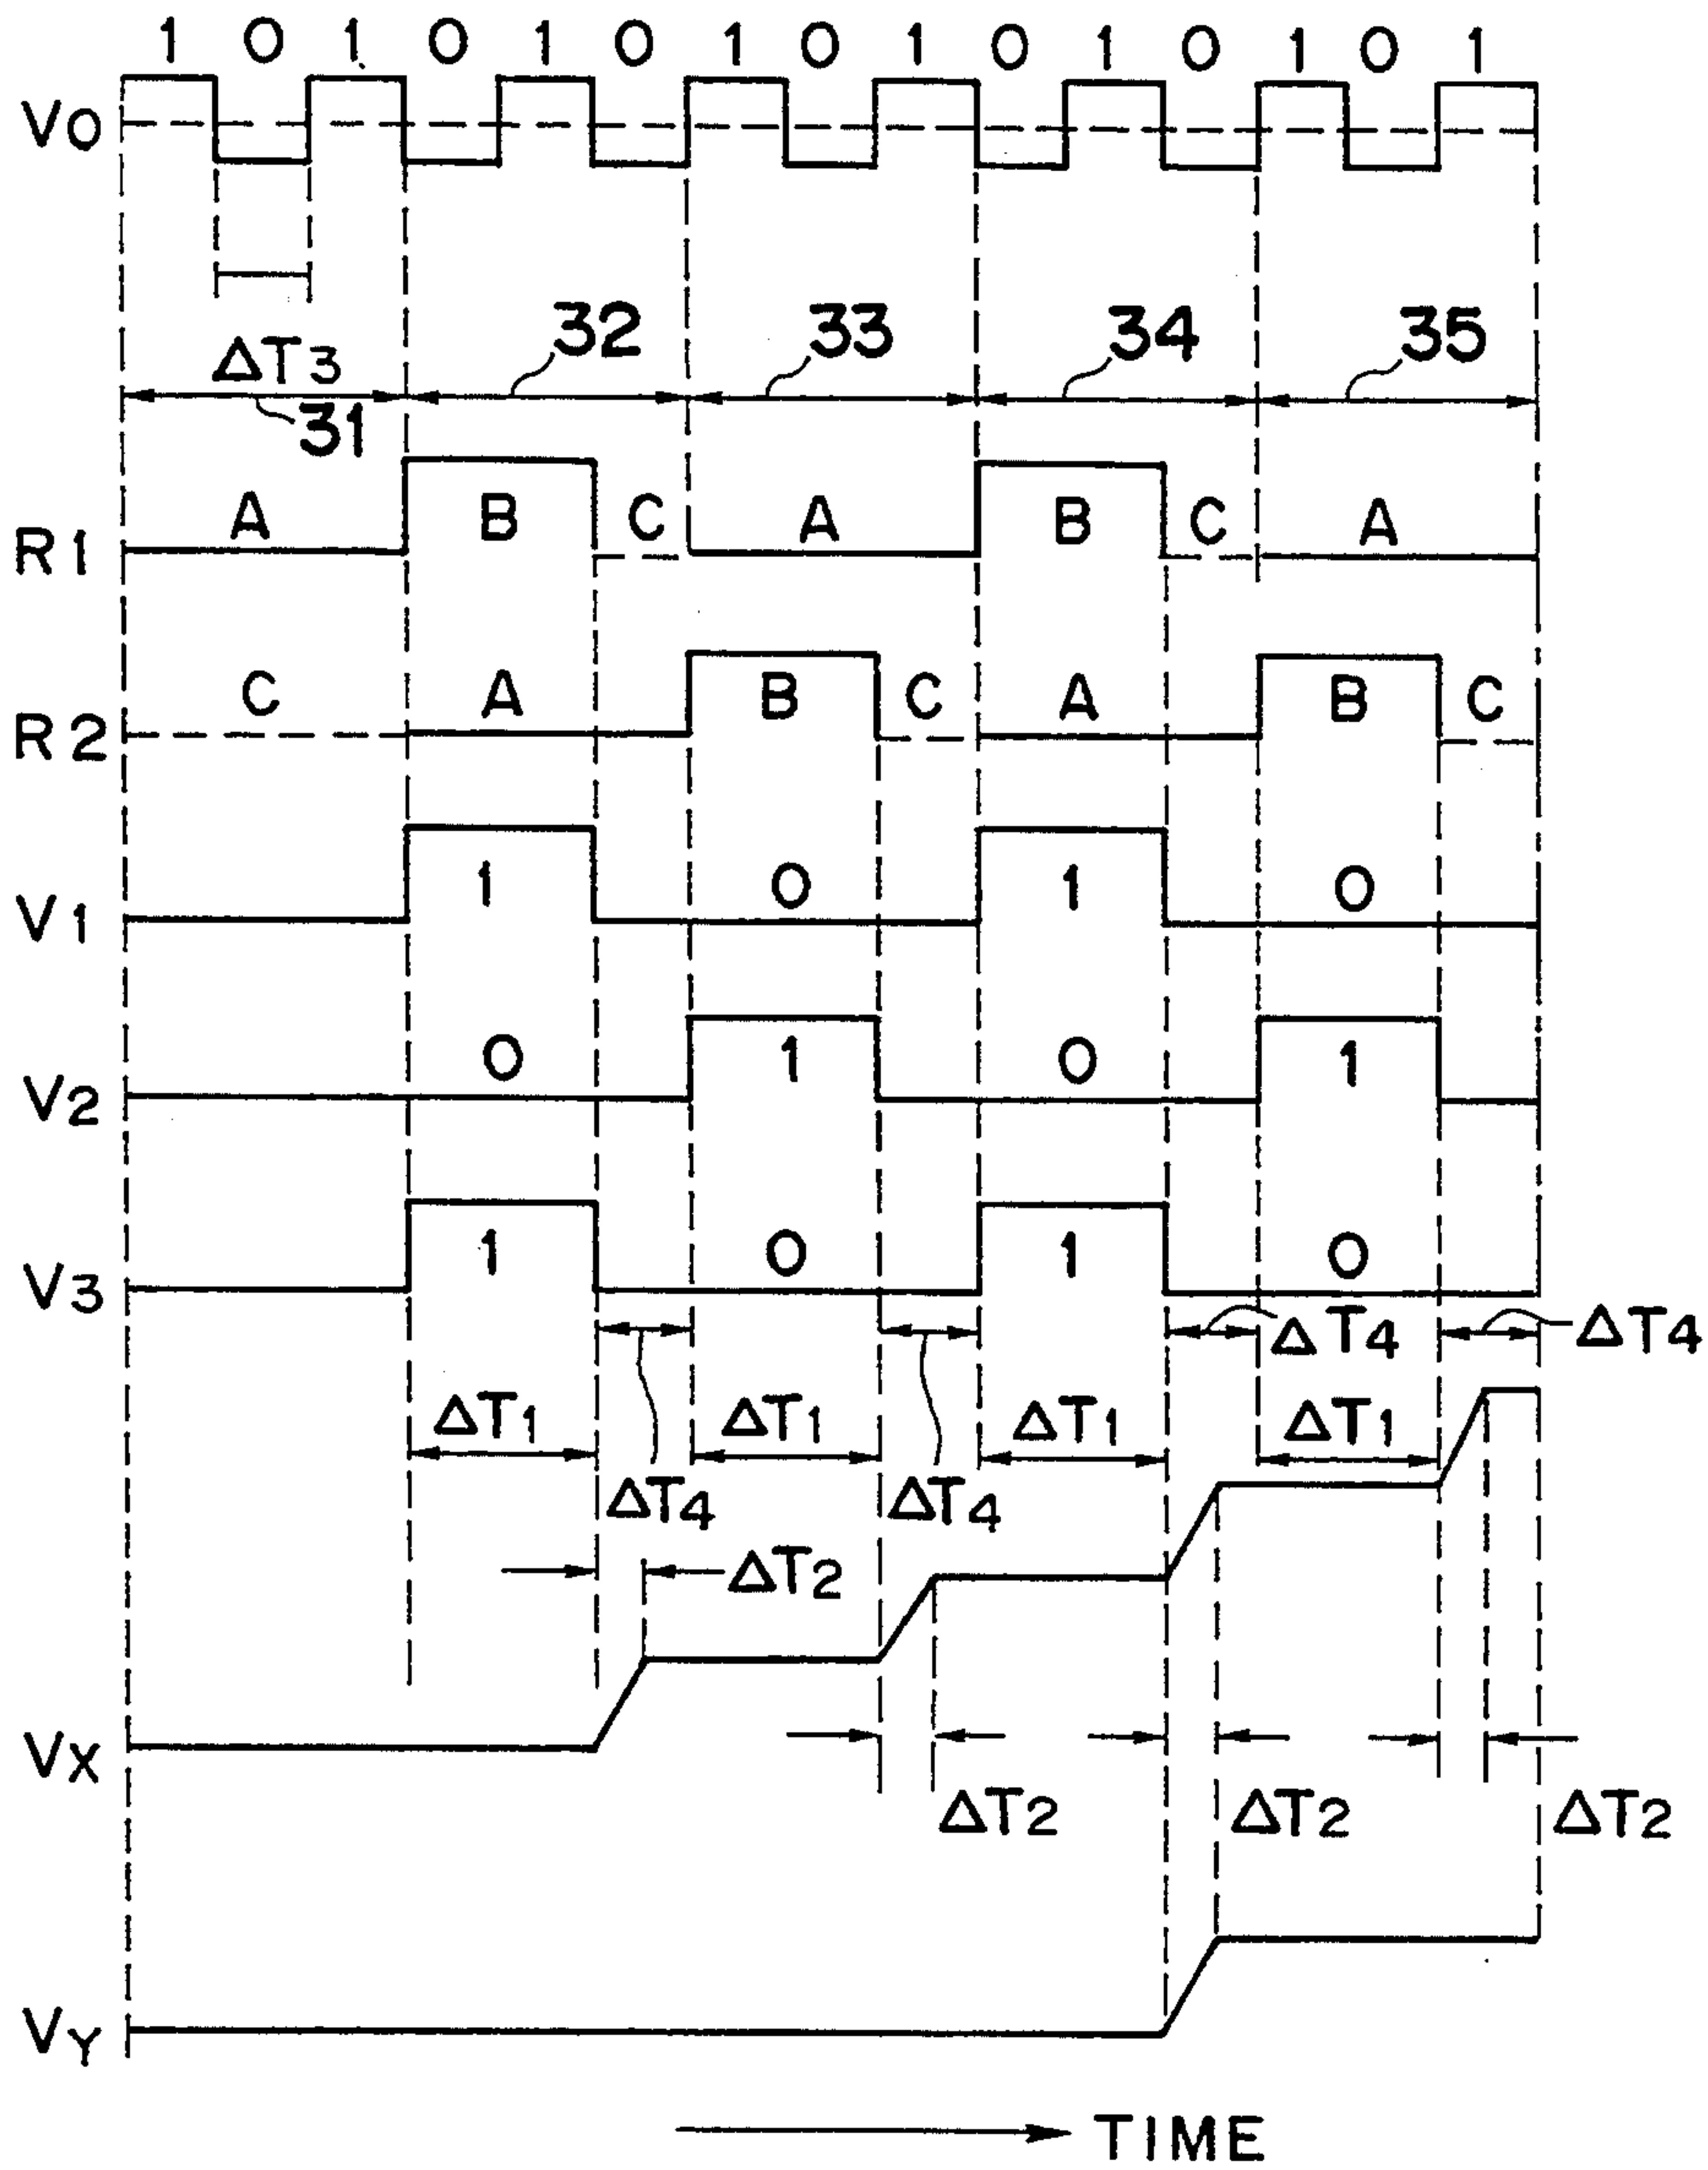 1 0 1 0 1 0 1 0 1 0 1 0 1 0 1
V0
ΔT3
31
32
33
34
35
R1 A B C A B C A
R2 C A B C A B C
V1 1 0 1 0
V2 0 1 0 1
V3 1 0 1 0
ΔT4 ΔT4
ΔT1 ΔT1 ΔT1 ΔT1
ΔT4 ΔT4
ΔT2
VX
ΔT2 ΔT2 ΔT2
VY
TIME